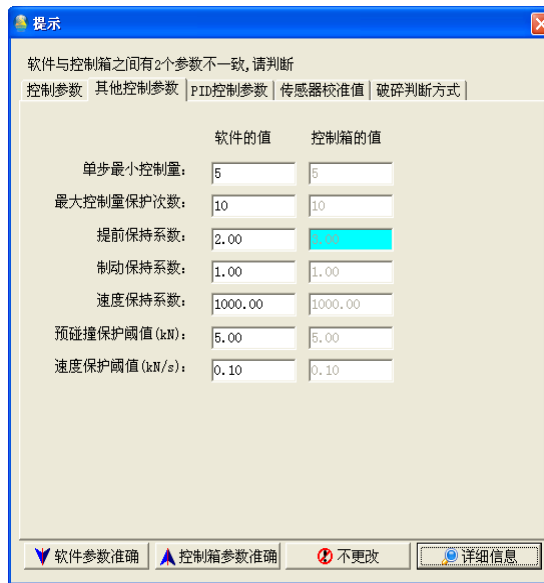 提示
软件与控制箱之间有2个参数不一致,请判断
控制参数 其他控制参数 PID控制参数 传感器校准值 破碎判断方式
软件的值 控制箱的值
单步最小控制量: 5 5
最大控制量保护次数: 10 10
提前保持系数: 2.00 3.00
制动保持系数: 1.00 1.00
速度保持系数: 1000.00 1000.00
预碰撞保护阈值(kN): 5.00 5.00
速度保护阈值(kN/s): 0.10 0.10
软件参数准确 控制箱参数准确 不更改 详细信息